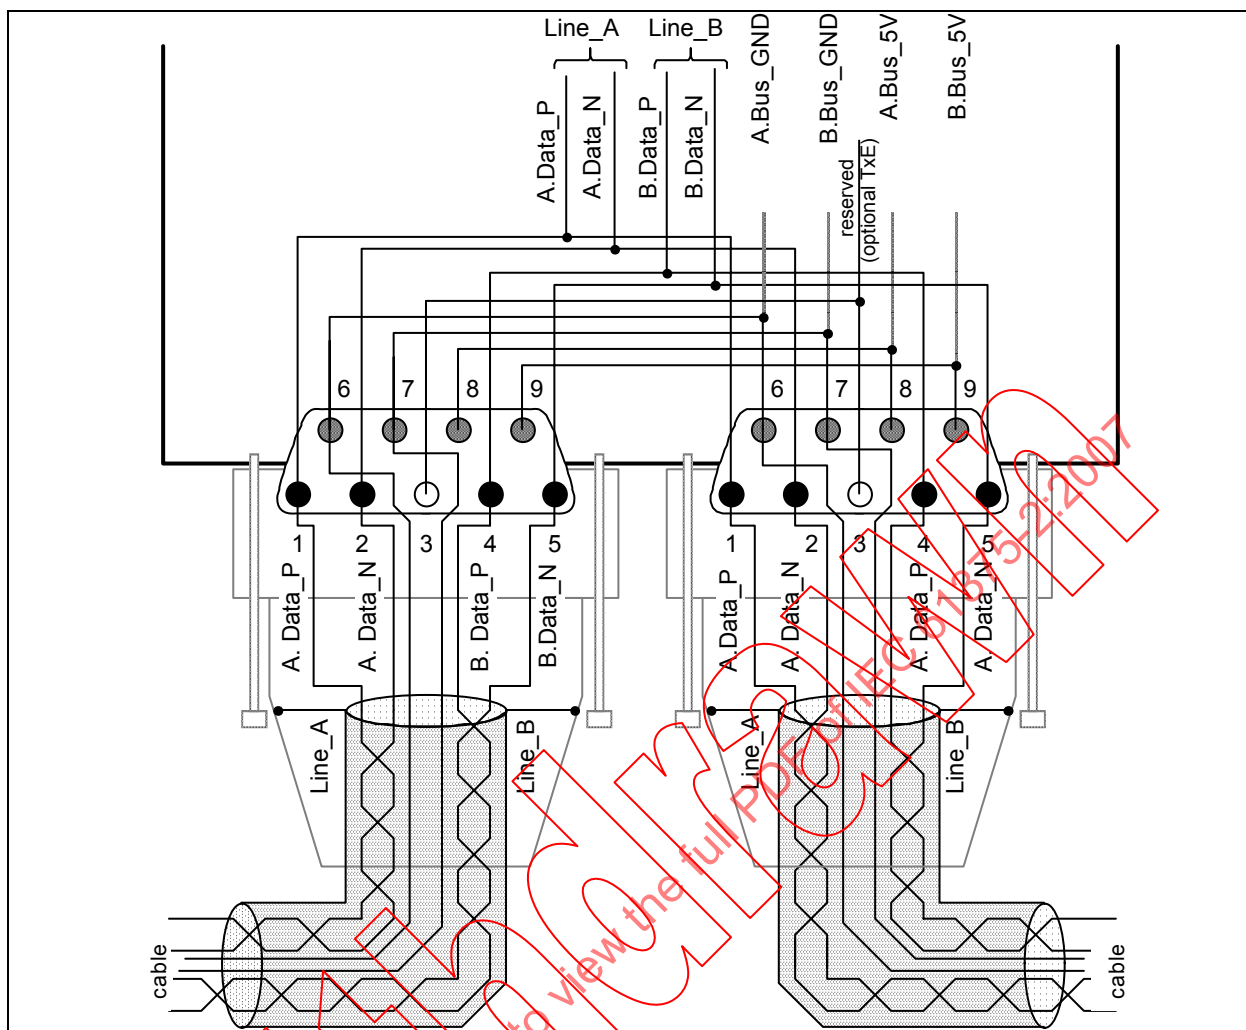 Line_A
Line_B
A.Data_P
A.Data_N
B.Data_P
B.Data_N
A.Bus_GND
B.Bus_GND
reserved
(optional TxE)
A.Bus_5V
B.Bus_5V
6
7
8
9
6
7
8
9
1
2
3
4
5
1
2
3
4
5
A. Data_P
A. Data_N
B. Data_P
B.Data_N
A.Data_P
A. Data_N
A. Data_P
A. Data_N
Line_A
Line_B
Line_A
Line_B
cable
cable
to view the full PDF of IEC 61375-2:2007